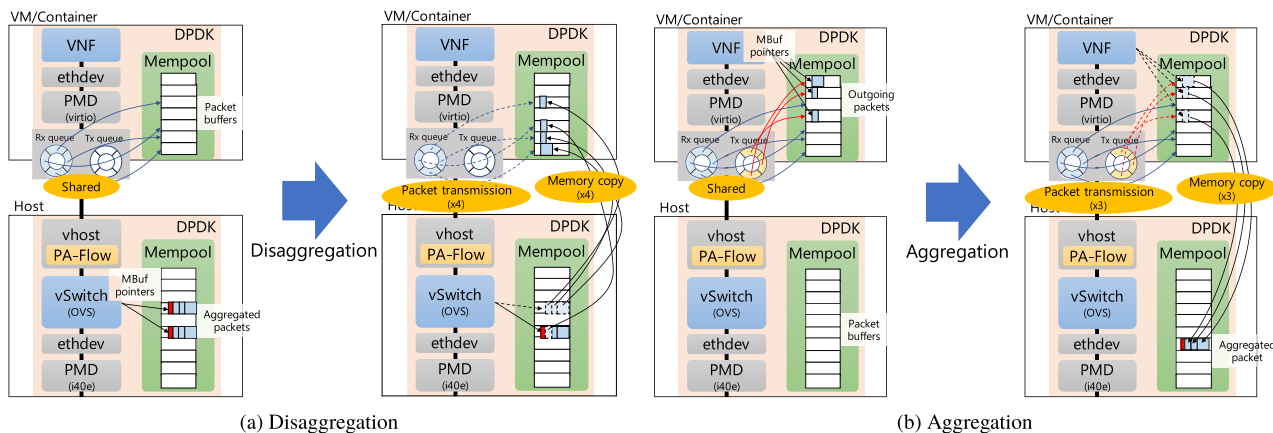 VM/Container
DPDK
VNF
ethdev
PMD
(virtio)
Mempool
Packet
buffers
Rx queue
Tx queue
Shared
Host
DPDK
vhost
PA-Flow
Mempool
MBuf
pointers
vSwitch
(OVS)
Aggregated
packets
ethdev
PMD
(i40e)
Disaggregation
VM/Container
DPDK
VNF
ethdev
PMD
(virtio)
Mempool
Rx queue
Tx queue
Packet transmission
(x4)
Memory copy
(x4)
Host
DPDK
vhost
PA-Flow
Mempool
vSwitch
(OVS)
ethdev
PMD
(i40e)
(a) Disaggregation
VM/Container
DPDK
VNF
MBuf
pointers
ethdev
PMD
(virtio)
Mempool
Outgoing
packets
Rx queue
Tx queue
Shared
Host
DPDK
vhost
PA-Flow
Mempool
vSwitch
(OVS)
Packet
buffers
ethdev
PMD
(i40e)
Aggregation
VM/Container
DPDK
VNF
ethdev
PMD
(virtio)
Mempool
Rx queue
Tx queue
Packet transmission
(x3)
Memory copy
(x3)
Host
DPDK
vhost
PA-Flow
Mempool
vSwitch
(OVS)
Aggregated
packet
ethdev
PMD
(i40e)
(b) Aggregation